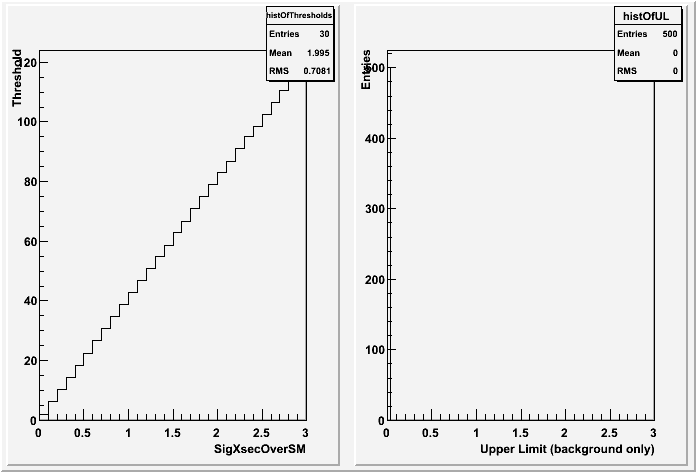 histOfThresholds
Entries 30
Mean 1.995
RMS 0.7081
Threshold
120
100
80
60
40
20
0
0 0.5 1 1.5 2 2.5 3
SigXsecOverSM
histOfUL
Entries 500
Mean 0
RMS 0
Entries
500
400
300
200
100
0
0 0.5 1 1.5 2 2.5 3
Upper Limit (background only)